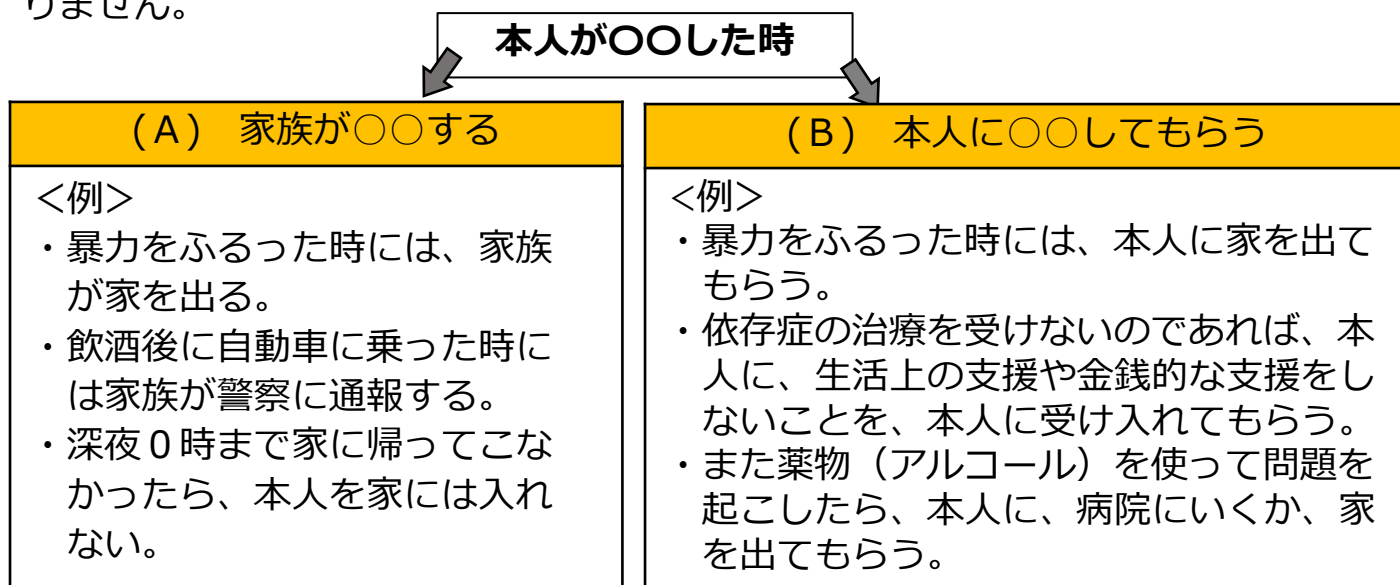 りません。
本人が〇〇した時
(A) 家族が○○する
<例>
・暴力をふるった時には、家族
が家を出る。
・飲酒後に自動車に乗った時に
は家族が警察に通報する。
・深夜０時まで家に帰ってこな
かったら、本人を家には入れ
ない。
(B) 本人に○○してもらう
<例>
・暴力をふるった時には、本人に家を出て
もらう。
・依存症の治療を受けないのであれば、本
人に、生活上の支援や金銭的な支援をし
ないことを、本人に受け入れてもらう。
・また薬物（アルコール）を使って問題を
起こしたら、本人に、病院にいくか、家
を出てもらう。